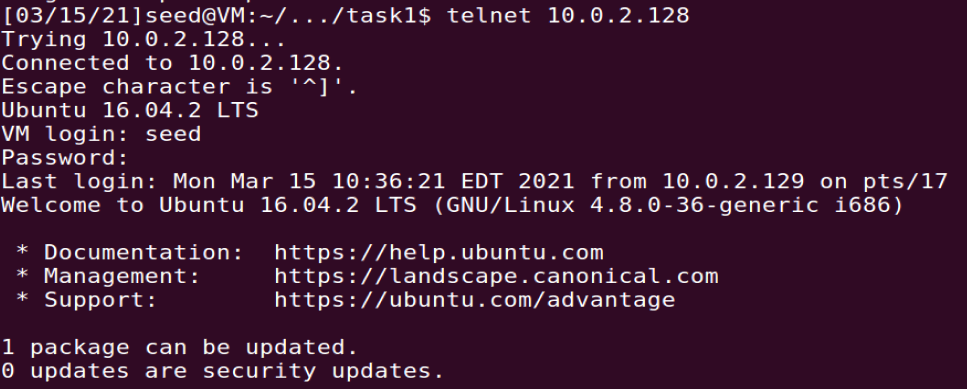 [03/15/21]seed@VM:~/.../task1$ telnet 10.0.2.128
Trying 10.0.2.128...
Connected to 10.0.2.128.
Escape character is '^]'.
Ubuntu 16.04.2 LTS
VM login: seed
Password:
Last login: Mon Mar 15 10:36:21 EDT 2021 from 10.0.2.129 on pts/17
Welcome to Ubuntu 16.04.2 LTS (GNU/Linux 4.8.0-36-generic i686)

 * Documentation:  https://help.ubuntu.com
 * Management:     https://landscape.canonical.com
 * Support:        https://ubuntu.com/advantage

1 package can be updated.
0 updates are security updates.